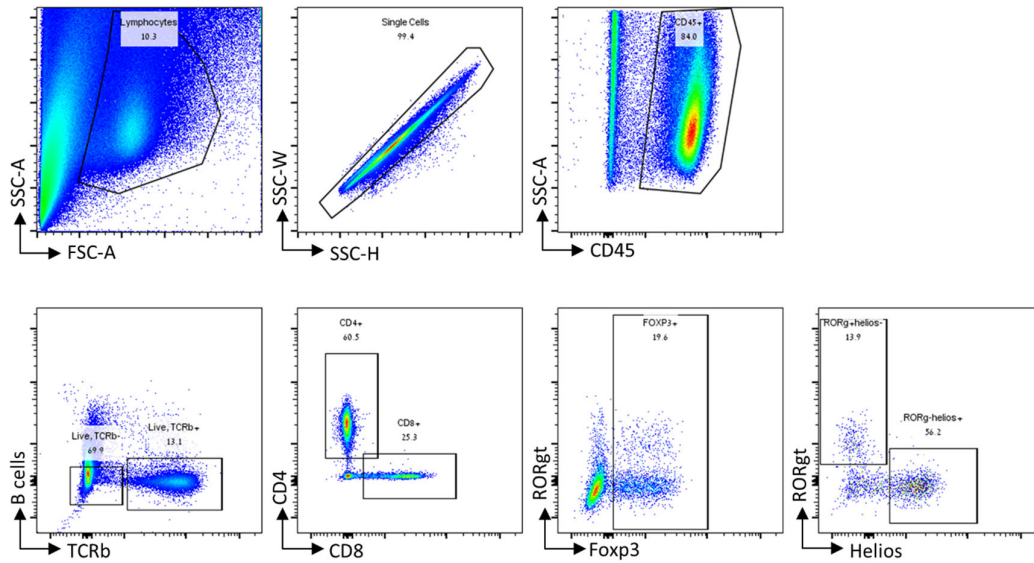 Lymphocytes
10.3
SSC-A
FSC-A
Single Cells
99.4
SSC-W
SSC-H
CD45+
84.0
SSC-A
CD45
Live, TCRb-
69.9
Live, TCRb+
13.1
B cells
TCRb
CD4+
60.5
CD8+
25.3
CD4
CD8
FOXP3+
19.6
RORgt
Foxp3
RORg+helios-
13.9
RORg-helios+
56.2
RORgt
Helios